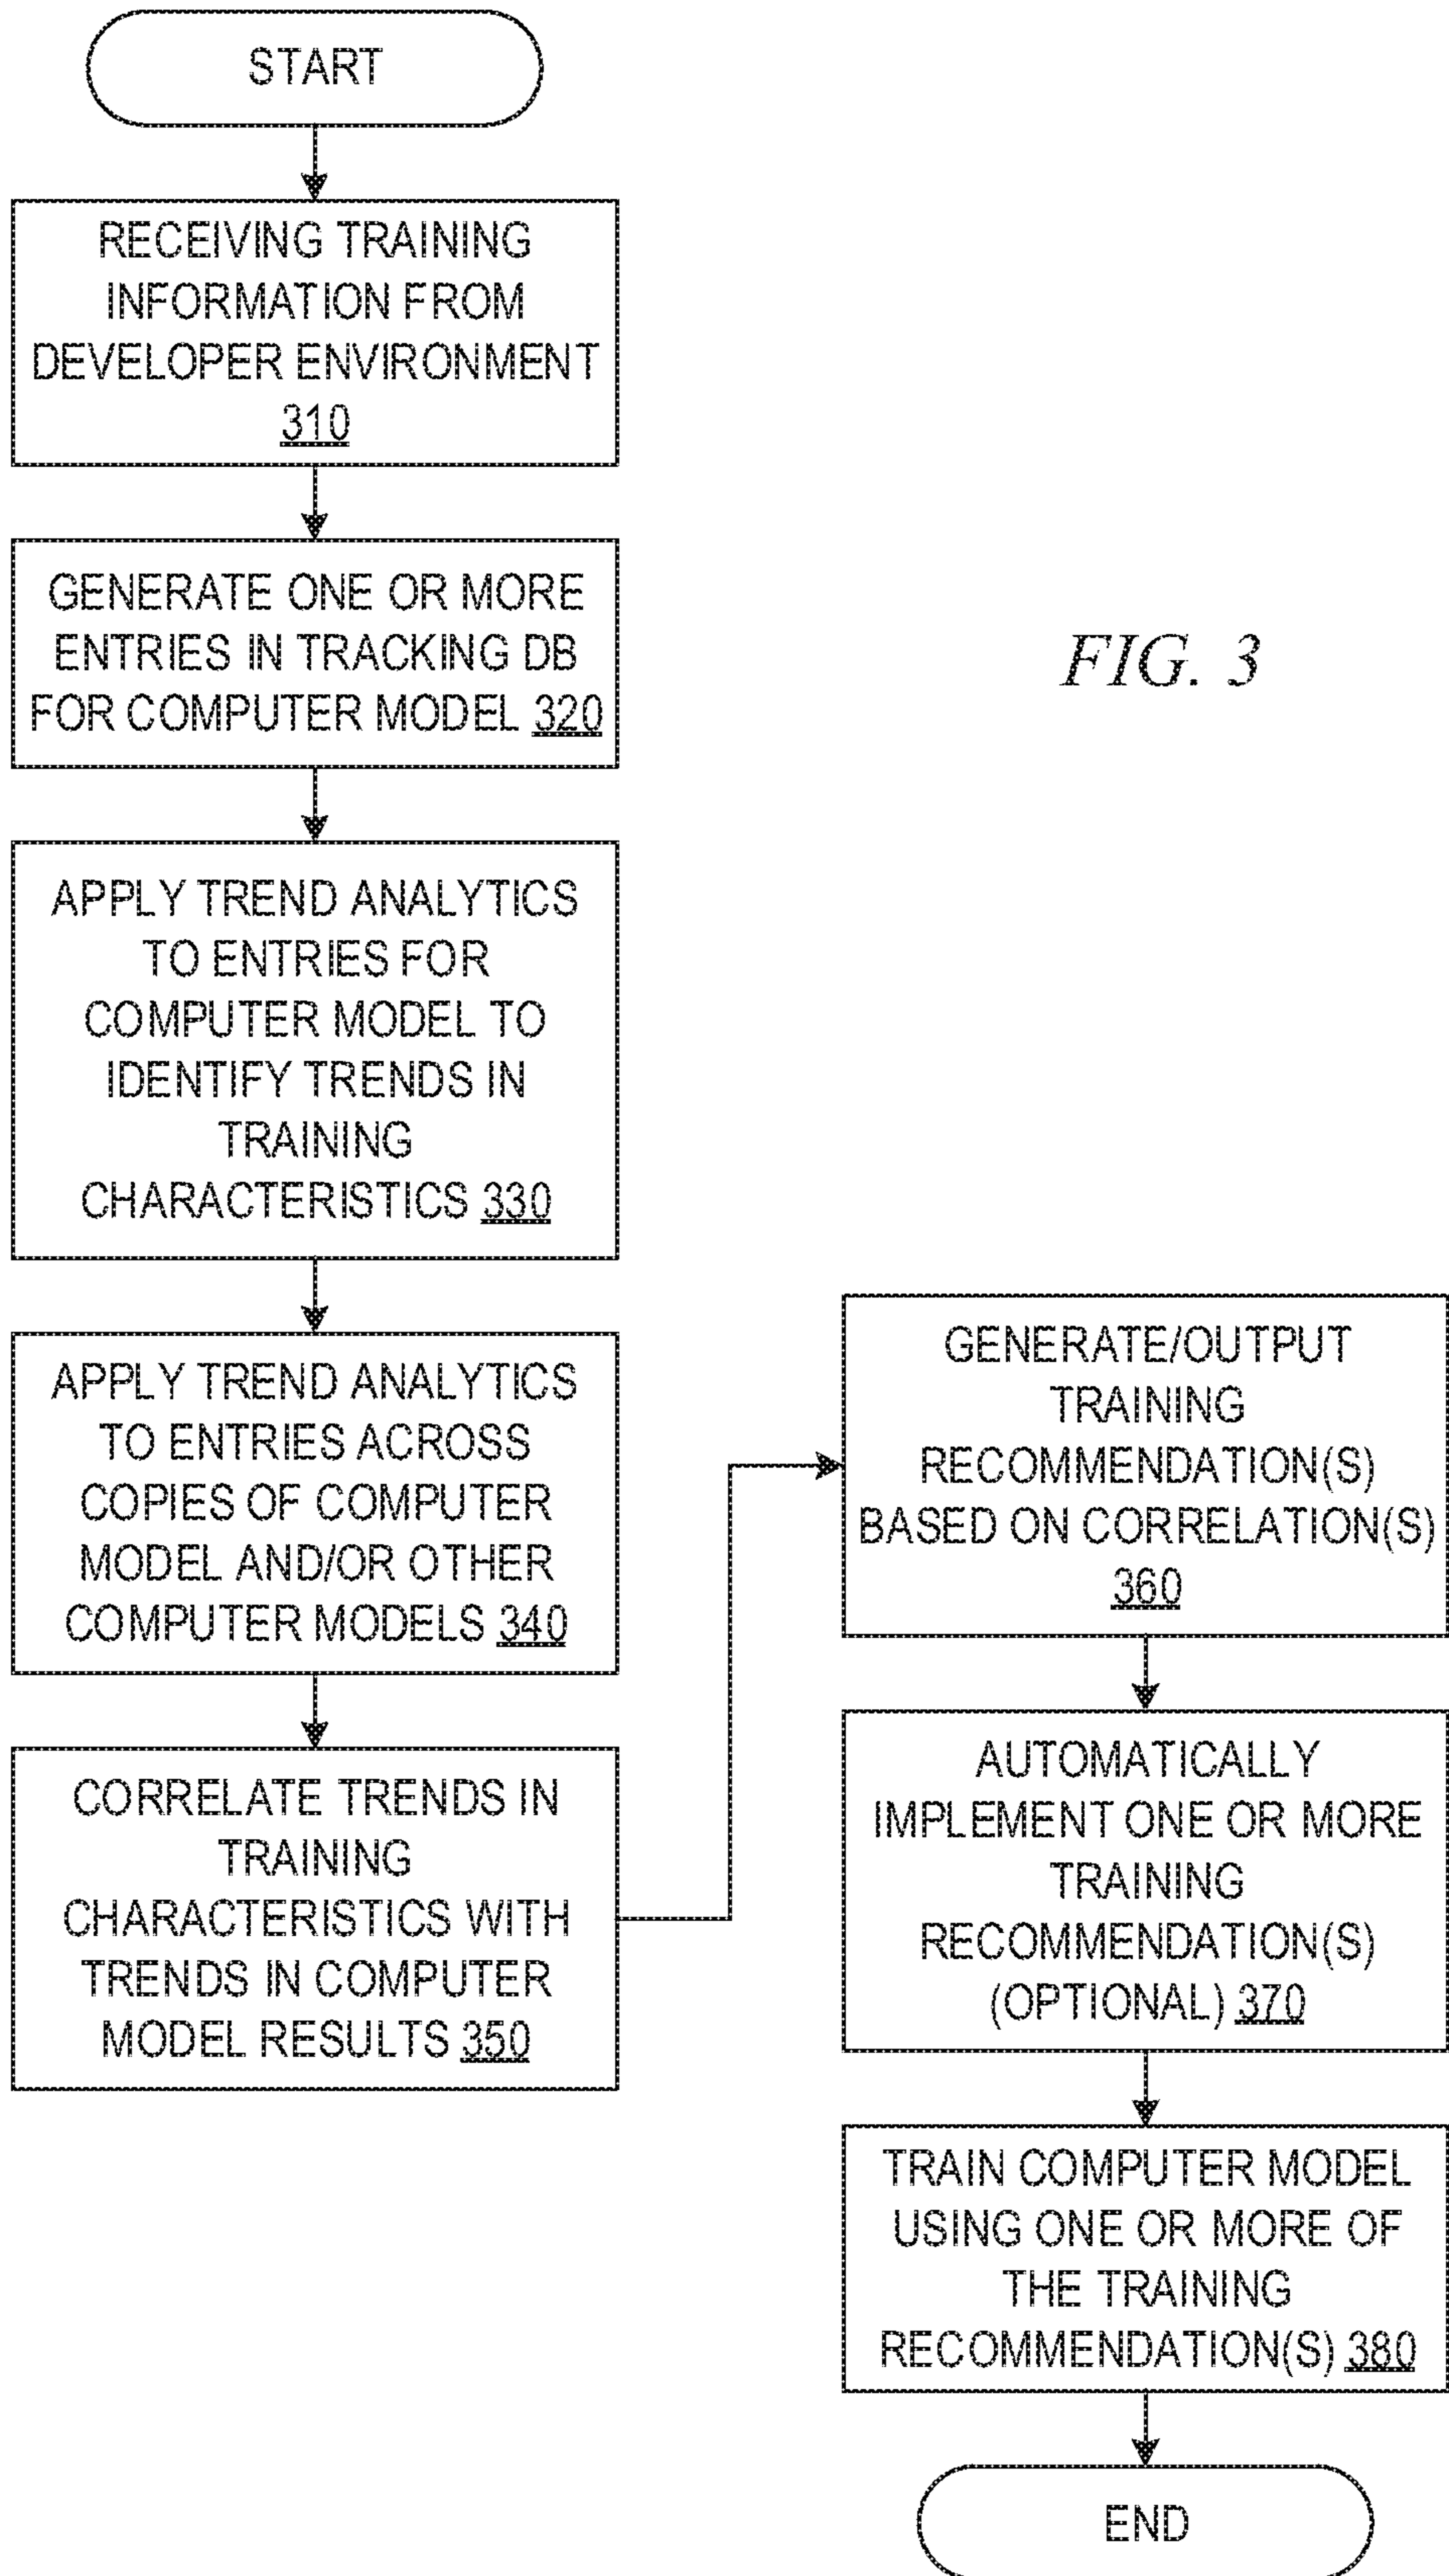 START
RECEIVING TRAINING
INFORMATION FROM
DEVELOPER ENVIRONMENT
310
GENERATE ONE OR MORE
ENTRIES IN TRACKING DB
FOR COMPUTER MODEL 320
APPLY TREND ANALYTICS
TO ENTRIES FOR
COMPUTER MODEL TO
IDENTIFY TRENDS IN
TRAINING
CHARACTERISTICS 330
APPLY TREND ANALYTICS
TO ENTRIES ACROSS
COPIES OF COMPUTER
MODEL AND/OR OTHER
COMPUTER MODELS 340
CORRELATE TRENDS IN
TRAINING
CHARACTERISTICS WITH
TRENDS IN COMPUTER
MODEL RESULTS 350
FIG. 3
GENERATE/OUTPUT
TRAINING
RECOMMENDATION(S)
BASED ON CORRELATION(S)
360
AUTOMATICALLY
IMPLEMENT ONE OR MORE
TRAINING
RECOMMENDATION(S)
(OPTIONAL) 370
TRAIN COMPUTER MODEL
USING ONE OR MORE OF
THE TRAINING
RECOMMENDATION(S) 380
END